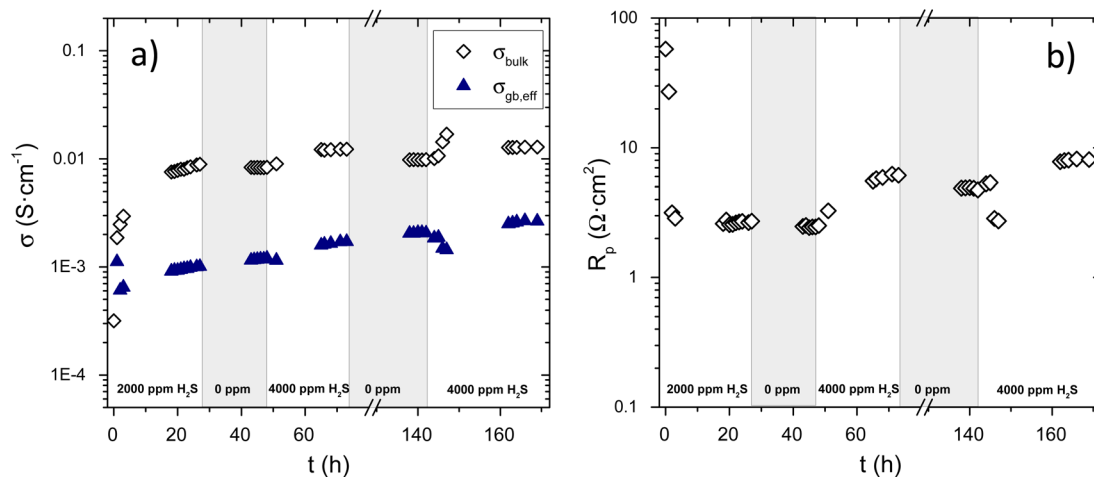 a)
σbulk
σgb,eff
0.1
0.01
1E-3
1E-4
σ (S·cm⁻¹)
2000 ppm H₂S
0 ppm
4000 ppm H₂S
0 ppm
4000 ppm H₂S
0 20 40 60 140 160
t (h)
b)
100
10
1
0.1
Rp (Ω·cm²)
2000 ppm H₂S
0 ppm
4000 ppm H₂S
0 ppm
4000 ppm H₂S
0 20 40 60 140 160
t (h)